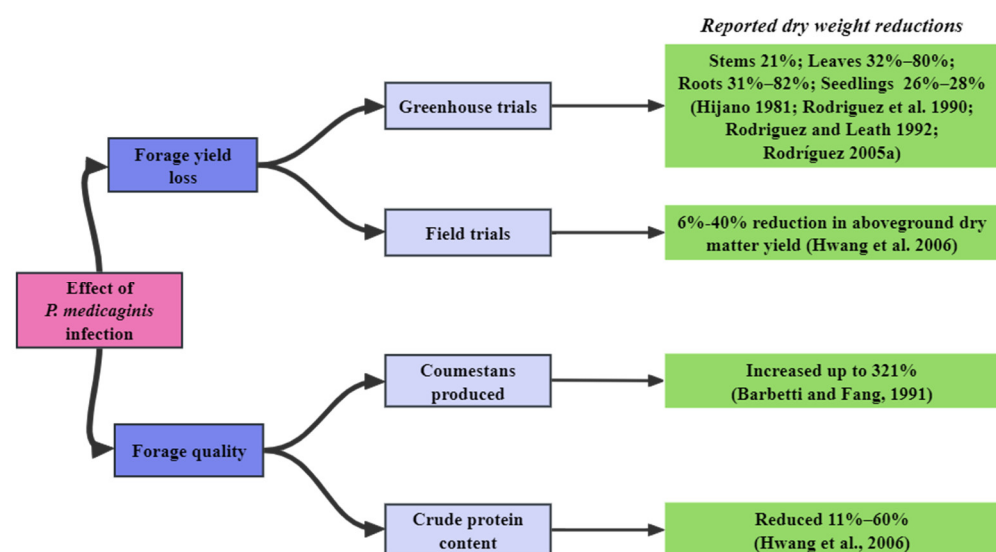 Reported dry weight reductions
Stems 21%; Leaves 32%–80%;
Roots 31%–82%; Seedlings 26%–28%
(Hijano 1981; Rodriguez et al. 1990;
Rodriguez and Leath 1992;
Rodríguez 2005a)
Greenhouse trials
Forage yield
loss
Field trials
6%-40% reduction in aboveground dry
matter yield (Hwang et al. 2006)
Effect of
P. medicaginis
infection
Coumestans
produced
Increased up to 321%
(Barbetti and Fang, 1991)
Forage quality
Crude protein
content
Reduced 11%–60%
(Hwang et al., 2006)